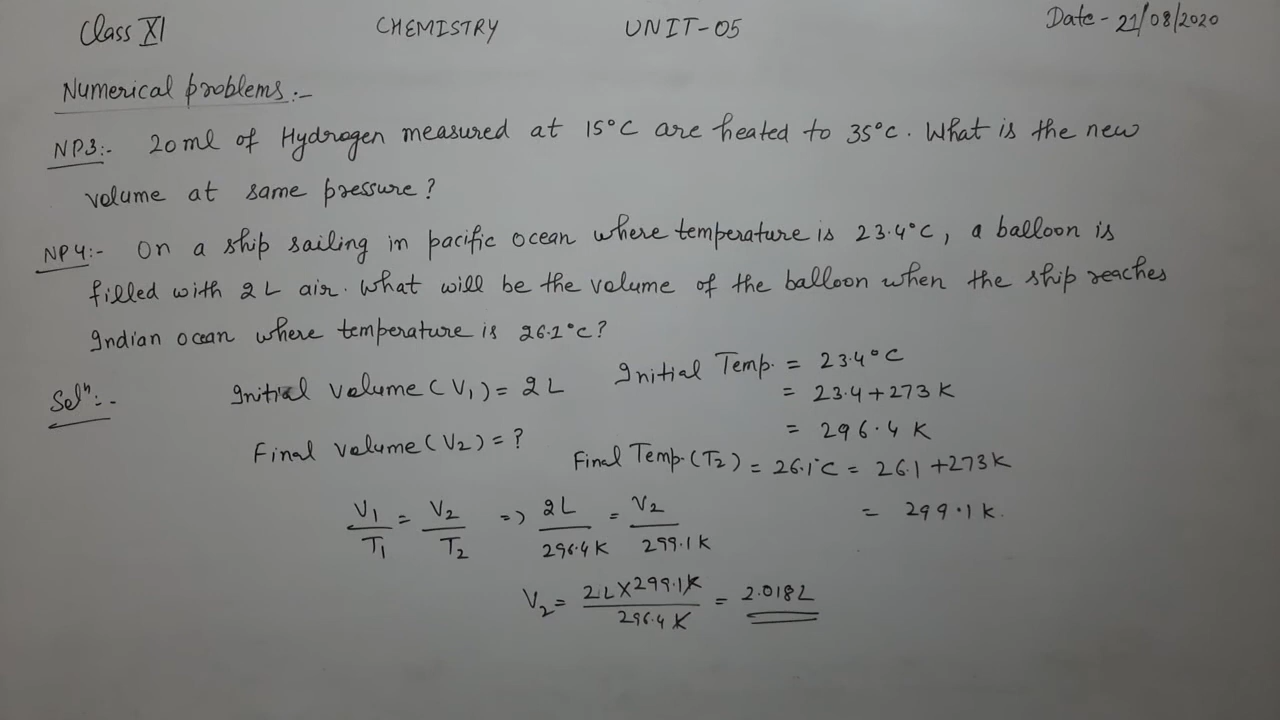 Class XI CHEMISTRY UNIT-05 Date - 21/08/2020
Numerical problems :-
NP3:- 20ml of Hydrogen measured at 15°C are heated to 35°C. What is the new
volume at same pressure?
NP4:- On a ship sailing in pacific ocean where temperature is 23.4°C, a balloon is
filled with 2L air. What will be the volume of the balloon when the ship reaches
Indian ocean where temperature is 26.1°C?
Solⁿ:- Initial volume (V₁) = 2L Initial Temp. = 23.4°C
= 23.4+273 K
= 296.4 K
Final volume (V₂) = ? Final Temp. (T₂) = 26.1°C = 26.1+273K
= 299.1 K.
V₁/T₁ = V₂/T₂ => 2L/296.4K = V₂/299.1K
V₂ = 2L X 299.1K/296.4 K = 2.018L